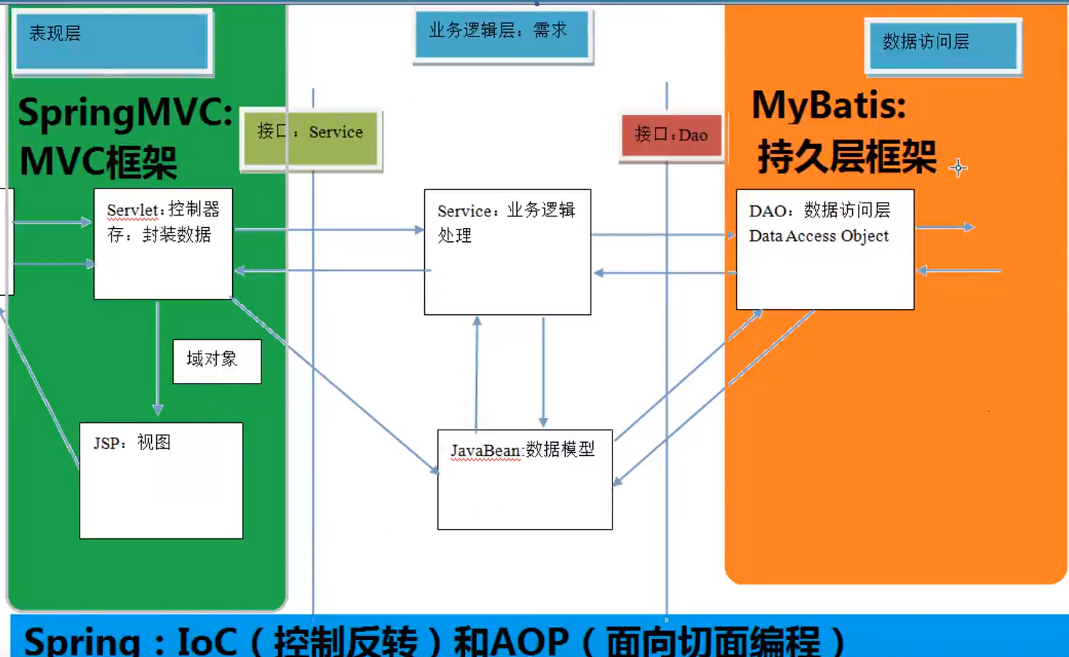 表现层
业务逻辑层：需求
数据访问层
SpringMVC:
MVC框架
接口：Service
接口：Dao
MyBatis:
持久层框架
Servlet：控制器
存：封装数据
Service：业务逻辑
处理
DAO：数据访问层
Data Access Object
域对象
JSP：视图
JavaBean:数据模型
Spring：IoC（控制反转）和AOP（面向切面编程）